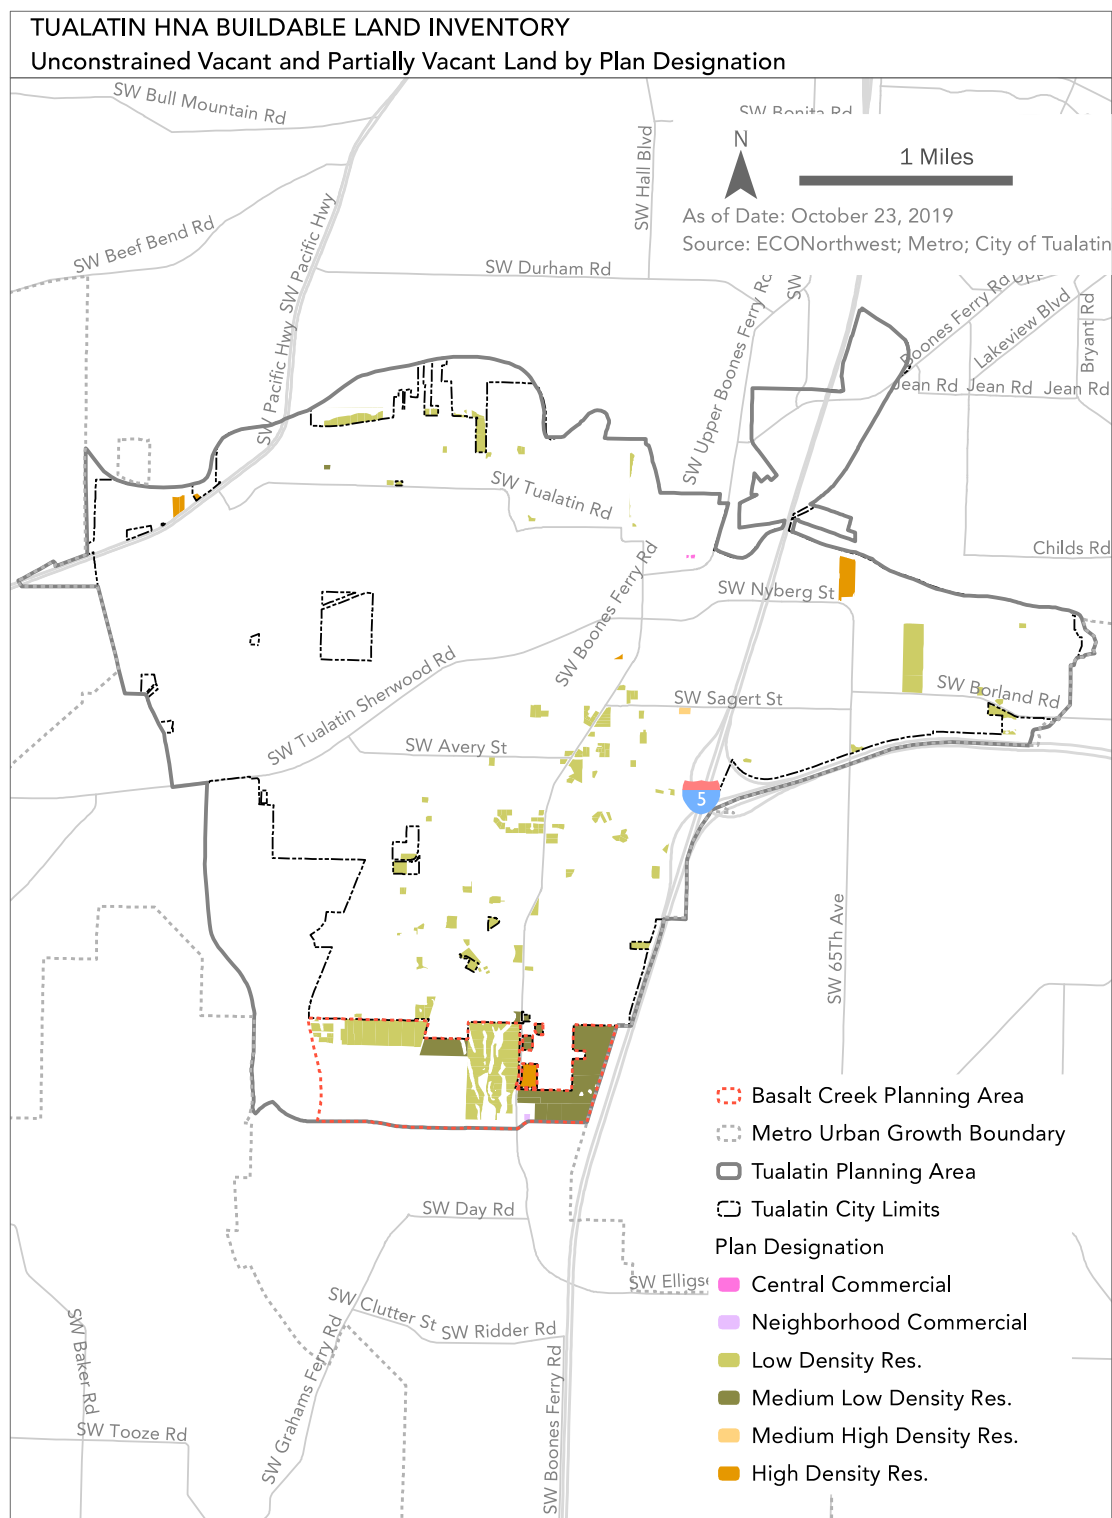 TUALATIN HNA BUILDABLE LAND INVENTORY
Unconstrained Vacant and Partially Vacant Land by Plan Designation
SW Bull Mountain Rd
SW Bonita Rd
SW Hall Blvd
N
1 Miles
As of Date: October 23, 2019
Source: ECONorthwest; Metro; City of Tualatin
SW Beef Bend Rd
SW Pacific Hwy
SW Pacific Hwy
SW Durham Rd
SW Upper Boones Ferry Rd
SW
Boones Ferry Rd
Lakeview Blvd
Bryant Rd
Jean Rd
Jean Rd
Jean Rd
SW Tualatin Rd
Childs Rd
SW Boones Ferry Rd
SW Nyberg St
SW Tualatin Sherwood Rd
SW Sagert St
SW Borland Rd
SW Avery St
5
SW 65Th Ave
SW Day Rd
SW Clutter St
SW Ridder Rd
SW Grahams Ferry Rd
SW Boones Ferry Rd
SW Baker Rd
SW Tooze Rd
Basalt Creek Planning Area
Metro Urban Growth Boundary
Tualatin Planning Area
Tualatin City Limits
Plan Designation
Central Commercial
Neighborhood Commercial
Low Density Res.
Medium Low Density Res.
Medium High Density Res.
High Density Res.